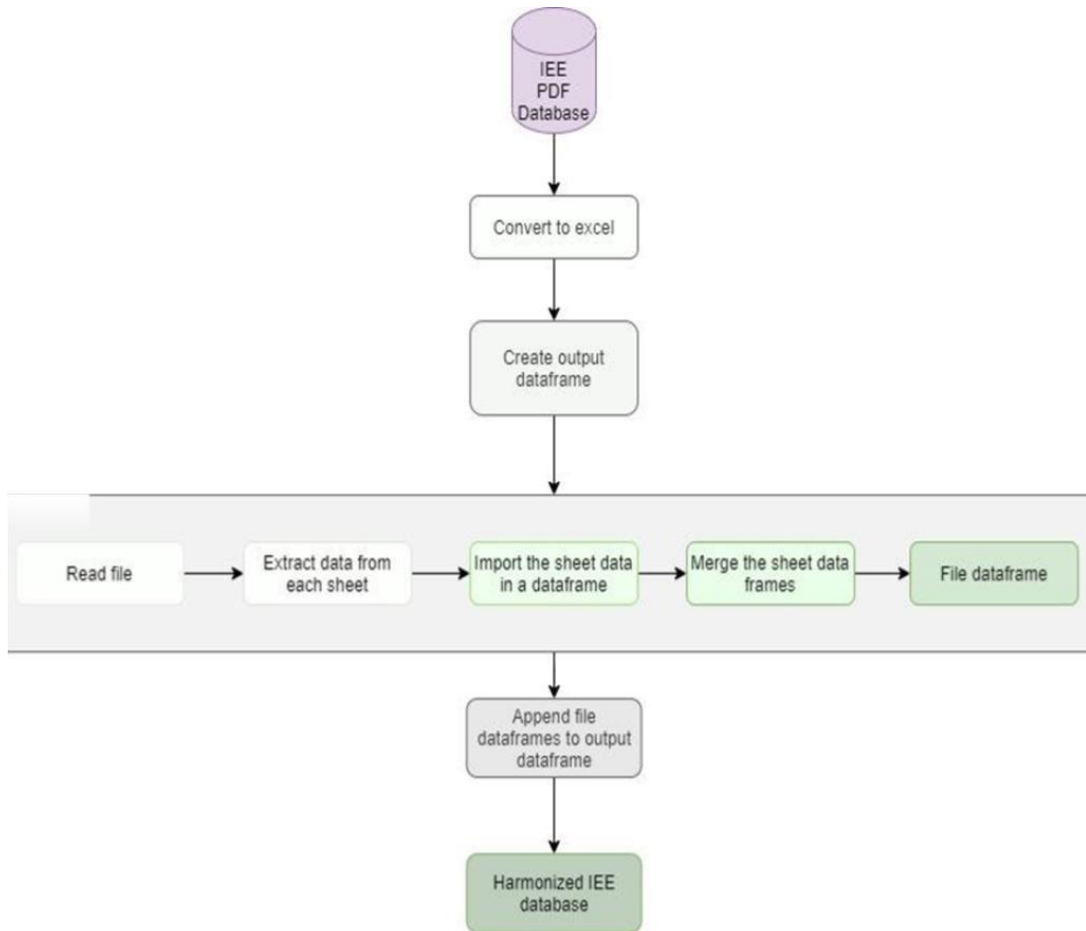 IEE
PDF
Database
Convert to excel
Create output
dataframe
Read file
Extract data from
each sheet
Import the sheet data
in a dataframe
Merge the sheet data
frames
File dataframe
Append file
dataframes to output
dataframe
Harmonized IEE
database